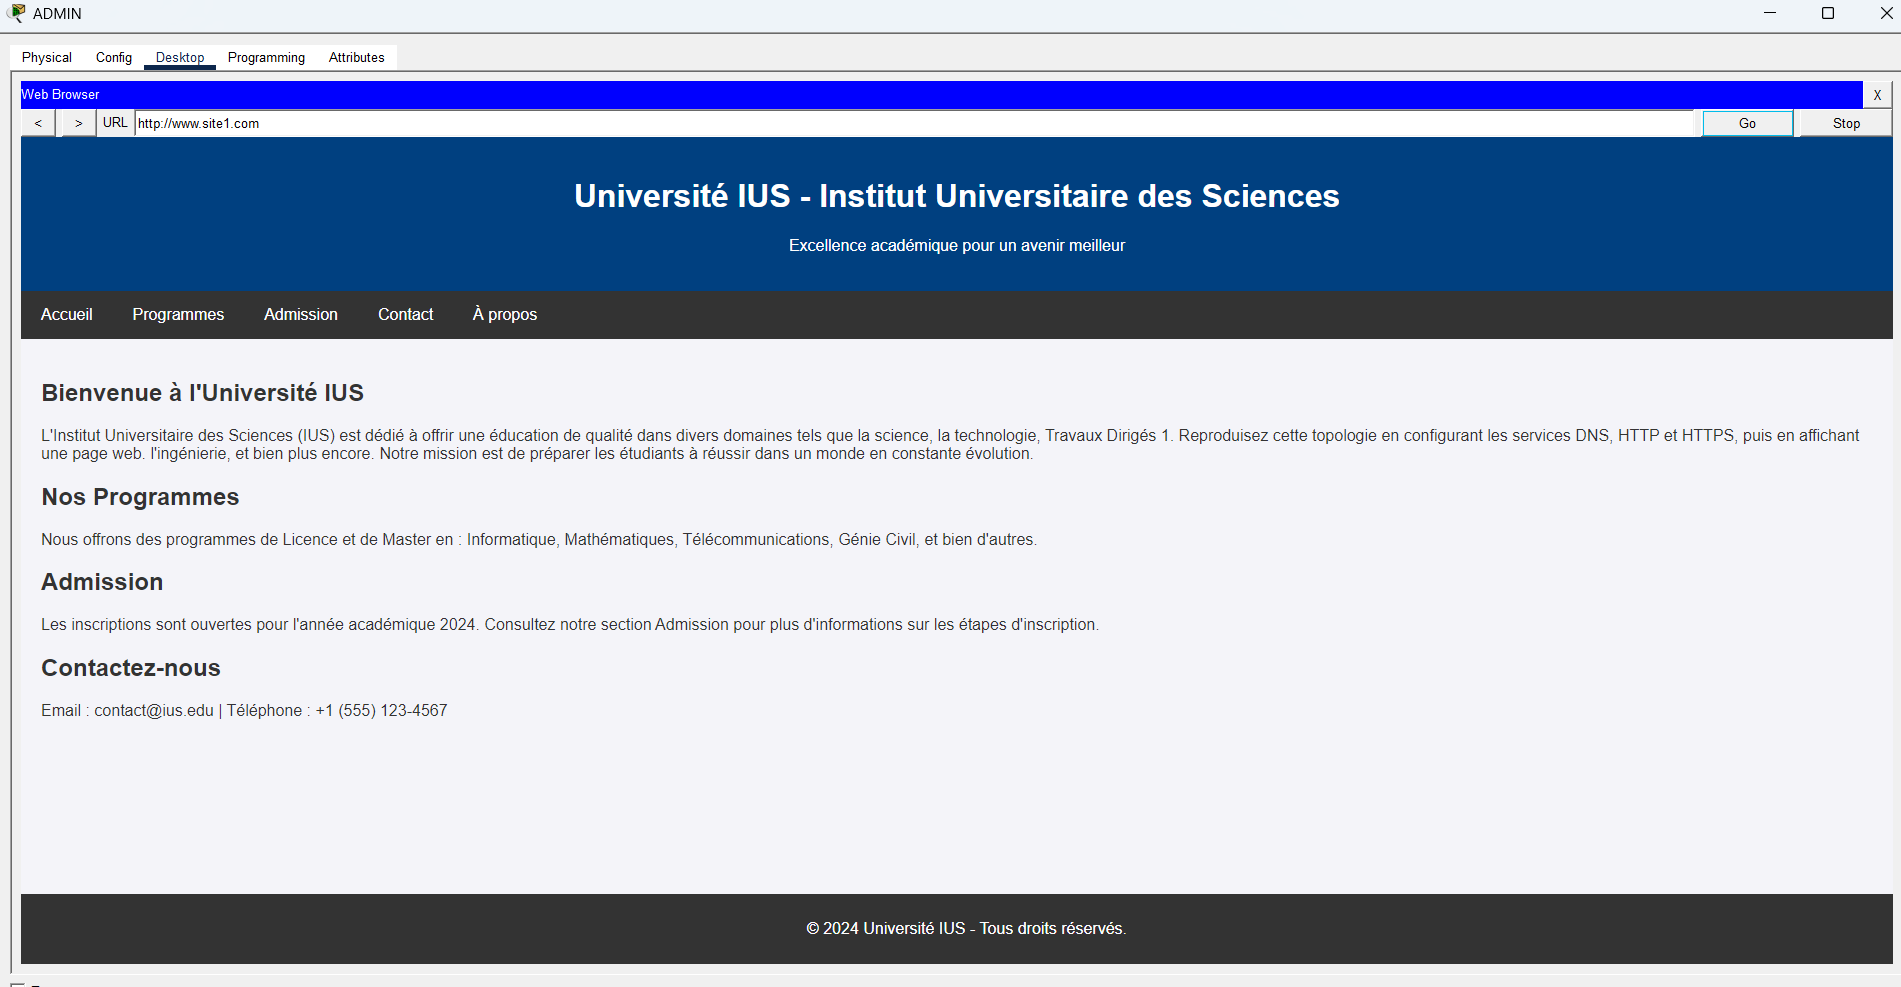 ADMIN
Physical Config Desktop Programming Attributes
Web Browser X
< > URL http://www.site1.com Go Stop
Université IUS - Institut Universitaire des Sciences
Excellence académique pour un avenir meilleur
Accueil Programmes Admission Contact À propos
Bienvenue à l'Université IUS
L'Institut Universitaire des Sciences (IUS) est dédié à offrir une éducation de qualité dans divers domaines tels que la science, la technologie, Travaux Dirigés 1. Reproduisez cette topologie en configurant les services DNS, HTTP et HTTPS, puis en affichant
une page web. l'ingénierie, et bien plus encore. Notre mission est de préparer les étudiants à réussir dans un monde en constante évolution.
Nos Programmes
Nous offrons des programmes de Licence et de Master en : Informatique, Mathématiques, Télécommunications, Génie Civil, et bien d'autres.
Admission
Les inscriptions sont ouvertes pour l'année académique 2024. Consultez notre section Admission pour plus d'informations sur les étapes d'inscription.
Contactez-nous
Email : contact@ius.edu | Téléphone : +1 (555) 123-4567
© 2024 Université IUS - Tous droits réservés.